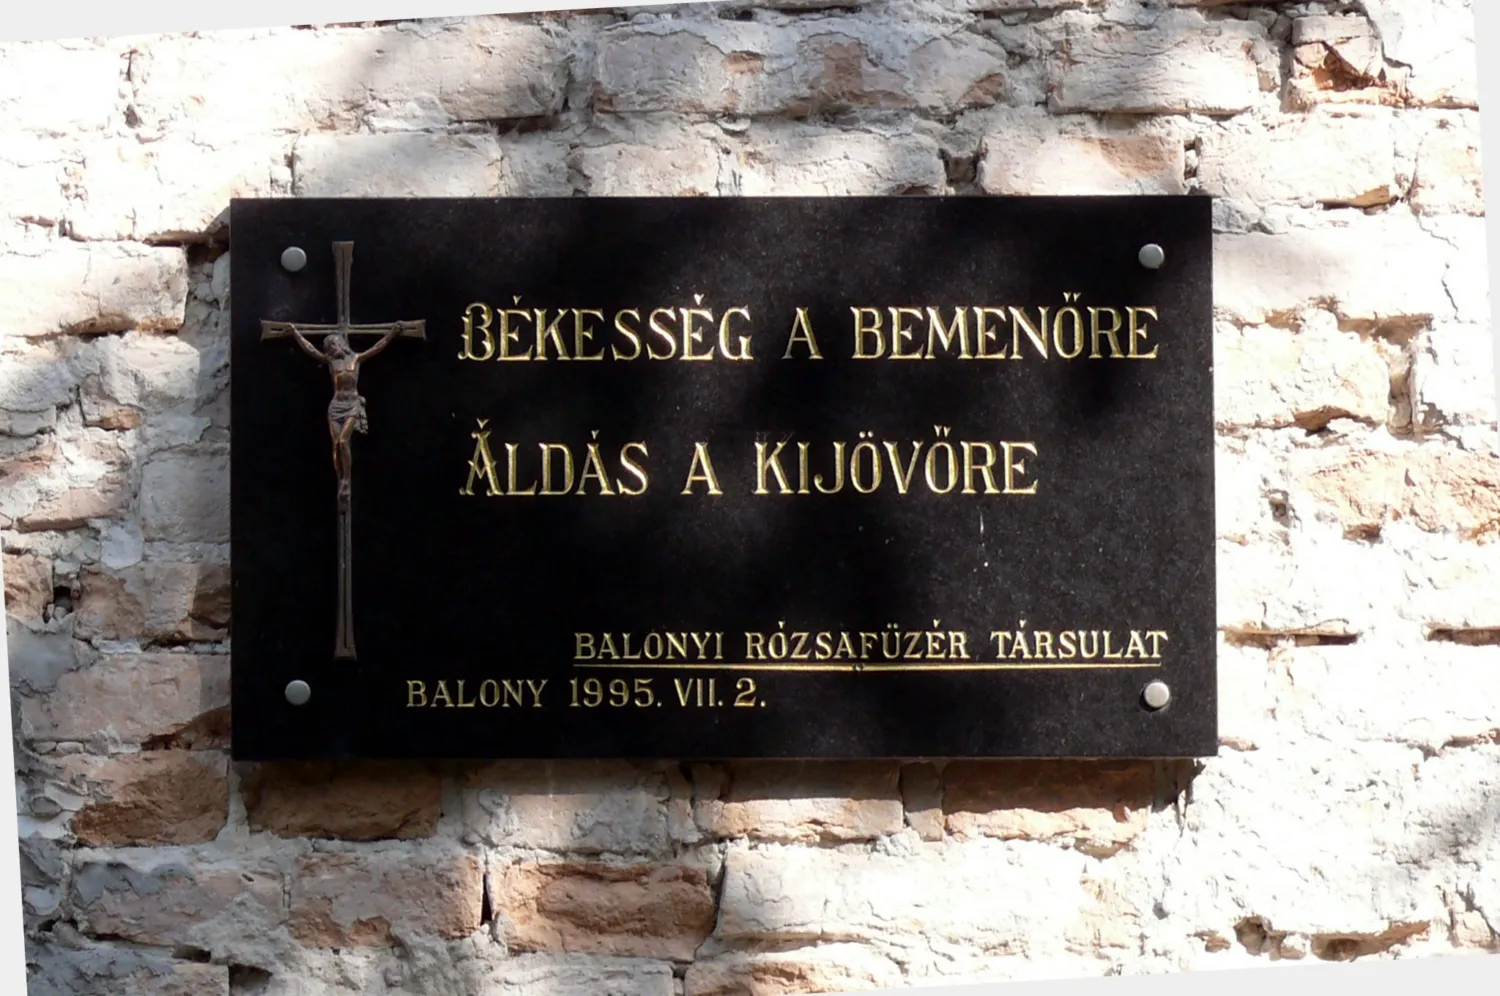 BÉKESSÉG A BEMENŐRE
ÁLDÁS A KIJÖVŐRE
BALONYI RÓZSAFÜZÉR TÁRSULAT
BALONY 1995. VII. 2.